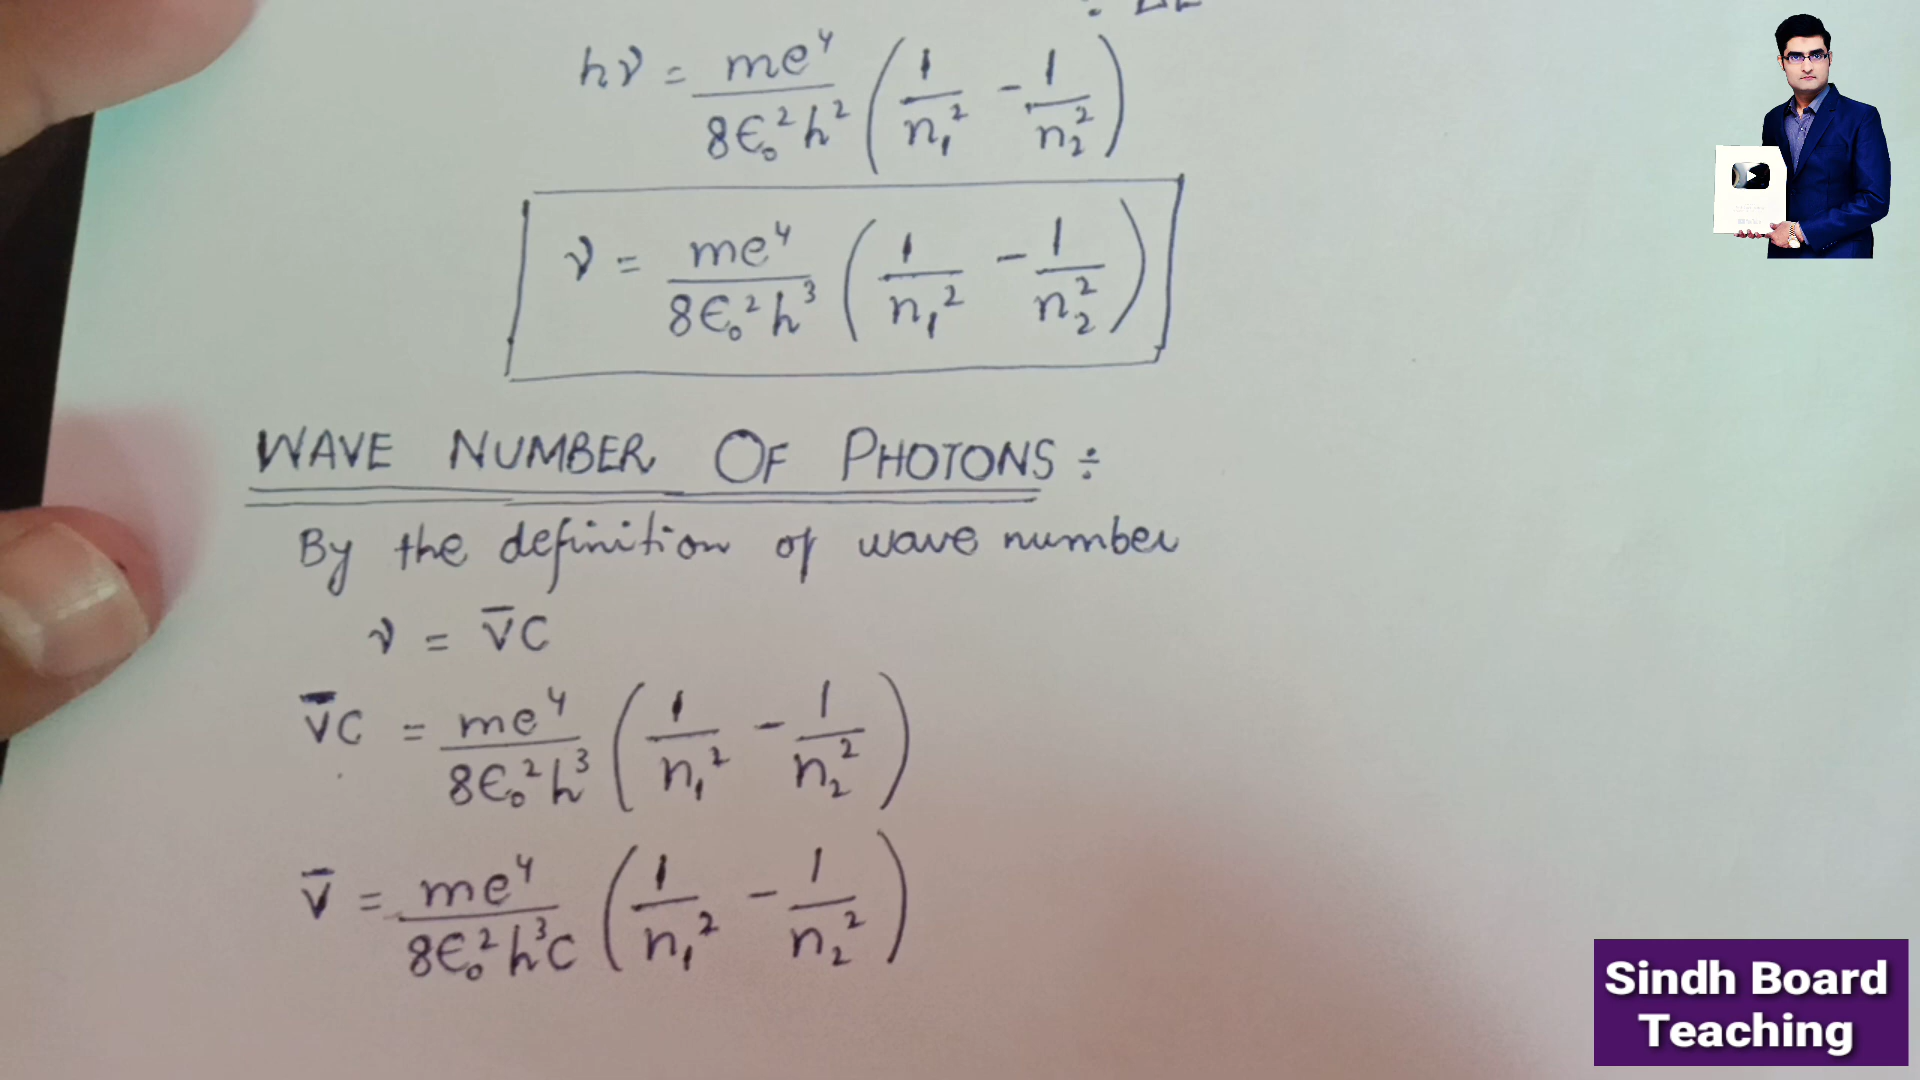 hν = me⁴ / 8ϵ₀²h² (1/n₁² - 1/n₂²)
ν = me⁴ / 8ϵ₀²h³ (1/n₁² - 1/n₂²)
WAVE NUMBER OF PHOTONS ÷
By the definition of wave number
ν = v̄C
v̄C = me⁴ / 8ϵ₀²h³ (1/n₁² - 1/n₂²)
v̄ = me⁴ / 8ϵ₀²h³C (1/n₁² - 1/n₂²)
Sindh Board
Teaching